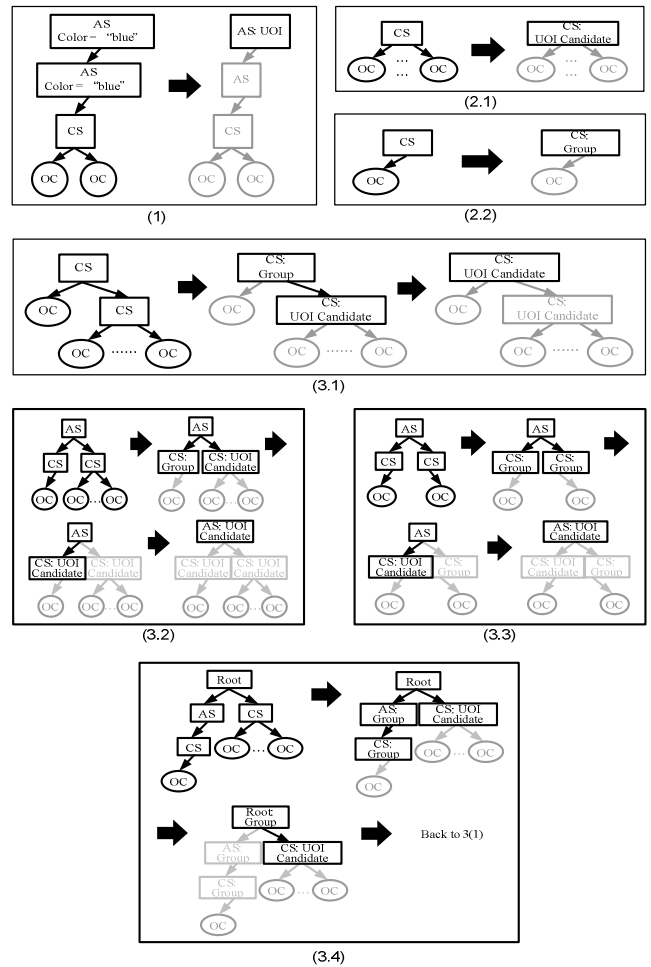 AS
Color = “blue”
AS
Color = “blue”
CS
OC OC
AS: UOI
AS
CS
OC OC
(1)
CS
OC ... ... OC
CS:
UOI Candidate
OC ... ... OC
(2.1)
CS
OC
CS:
Group
OC
(2.2)
CS
OC CS
OC ...... OC
CS:
Group
OC CS:
UOI Candidate
OC ...... OC
CS:
UOI Candidate
OC CS:
UOI Candidate
OC ...... OC
(3.1)
AS
CS CS
OC OC ... OC
AS
CS: Group CS: UOI Candidate
OC OC ... OC
AS
CS: UOI Candidate CS: UOI Candidate
OC OC ... OC
AS: UOI
Candidate
CS: UOI Candidate CS: UOI Candidate
OC OC ... OC
(3.2)
AS
CS CS
OC OC
AS
CS: Group CS: Group
OC OC
AS
CS: UOI Candidate CS: Group
OC OC
AS: UOI
Candidate
CS: UOI Candidate CS: Group
OC OC
(3.3)
Root
AS CS
CS OC ... OC
OC
Root
AS: Group CS: UOI Candidate
CS: Group OC ... OC
OC
Root:
Group
AS: Group CS: UOI Candidate
CS: Group OC ... OC
OC
Back to 3(1)
(3.4)